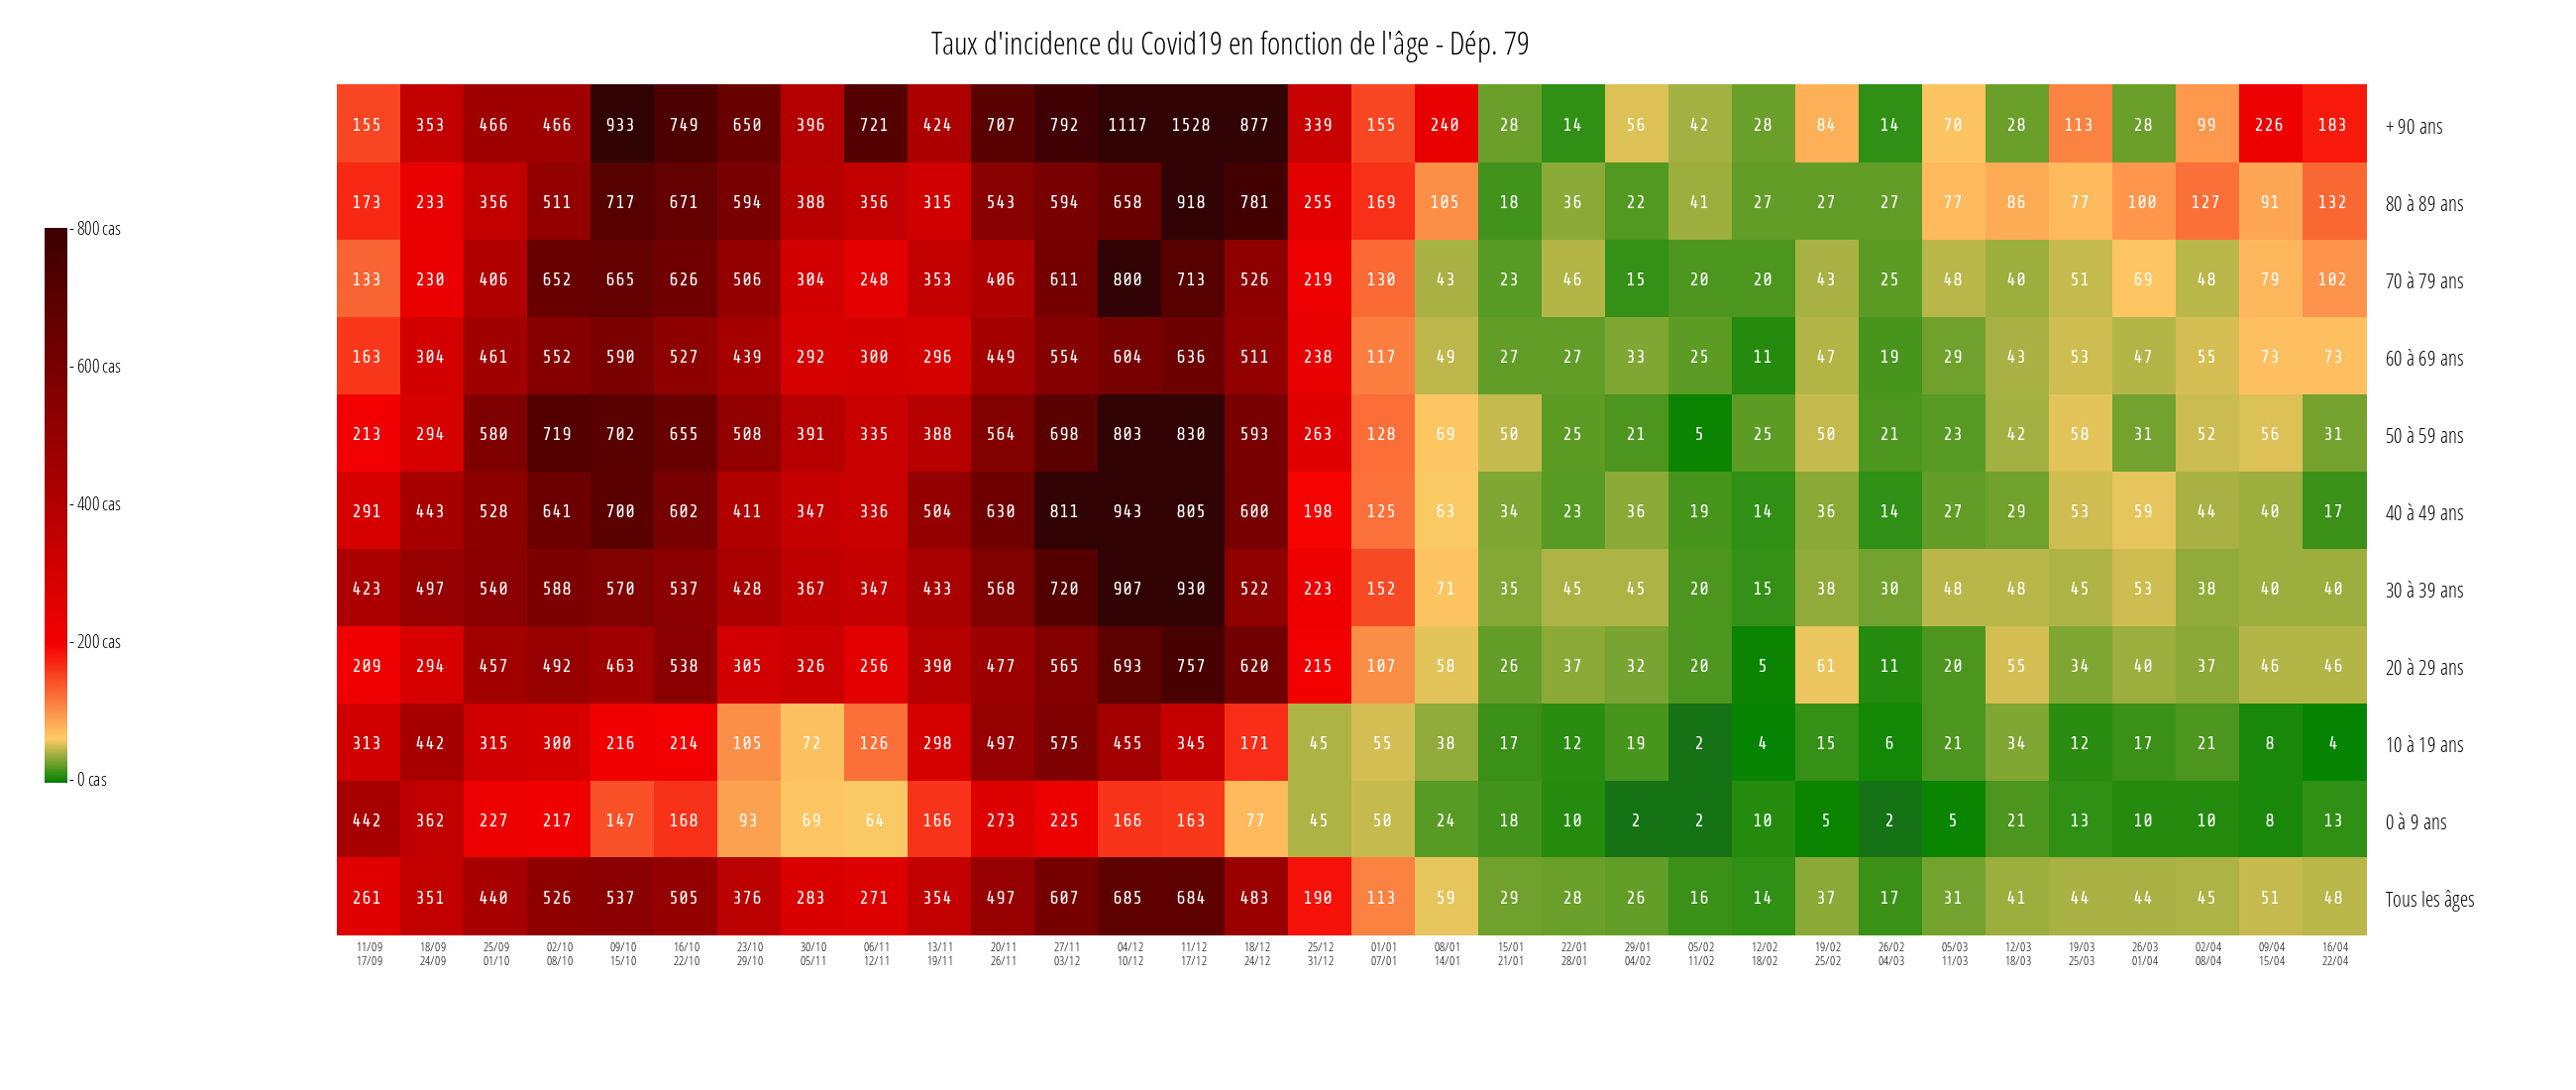 Taux d'incidence du Covid19 en fonction de l'âge - Dép. 79
- 800 cas
- 600 cas
- 400 cas
- 200 cas
- 0 cas
155 353 466 466 933 749 650 396 721 424 707 792 1117 1528 877 339 155 240 28 14 56 42 28 84 14 70 28 113 28 99 226 183 + 90 ans
173 233 356 511 717 671 594 388 356 315 543 594 658 918 781 255 169 105 18 36 22 41 27 27 27 77 86 77 100 127 91 132 80 à 89 ans
133 230 406 652 665 626 506 304 248 353 406 611 800 713 526 219 130 43 23 46 15 20 20 43 25 48 40 51 69 48 79 102 70 à 79 ans
163 304 461 552 590 527 439 292 300 296 449 554 604 636 511 238 117 49 27 27 33 25 11 47 19 29 43 53 47 55 73 73 60 à 69 ans
213 294 580 719 702 655 508 391 335 388 564 698 803 830 593 263 128 69 50 25 21 5 25 50 21 23 42 58 31 52 56 31 50 à 59 ans
291 443 528 641 700 602 411 347 336 504 630 811 943 805 600 198 125 63 34 23 36 19 14 36 14 27 29 53 59 44 40 17 40 à 49 ans
423 497 540 588 570 537 428 367 347 433 568 720 907 930 522 223 152 71 35 45 45 20 15 38 30 48 48 45 53 38 40 40 30 à 39 ans
209 294 457 492 463 538 305 326 256 390 477 565 693 757 620 215 107 58 26 37 32 20 5 61 11 20 55 34 40 37 46 46 20 à 29 ans
313 442 315 300 216 214 105 72 126 298 497 575 455 345 171 45 55 38 17 12 19 2 4 15 6 21 34 12 17 21 8 4 10 à 19 ans
442 362 227 217 147 168 93 69 64 166 273 225 166 163 77 45 50 24 18 10 2 2 10 5 2 5 21 13 10 10 8 13 0 à 9 ans
261 351 440 526 537 505 376 283 271 354 497 607 685 684 483 190 113 59 29 28 26 16 14 37 17 31 41 44 44 45 51 48 Tous les âges
11/09 18/09 25/09 02/10 09/10 16/10 23/10 30/10 06/11 13/11 20/11 27/11 04/12 11/12 18/12 25/12 01/01 08/01 15/01 22/01 29/01 05/02 12/02 19/02 26/02 05/03 12/03 19/03 26/03 02/04 09/04 16/04
17/09 24/09 01/10 08/10 15/10 22/10 29/10 05/11 12/11 19/11 26/11 03/12 10/12 17/12 24/12 31/12 07/01 14/01 21/01 28/01 04/02 11/02 18/02 25/02 04/03 11/03 18/03 25/03 01/04 08/04 15/04 22/04